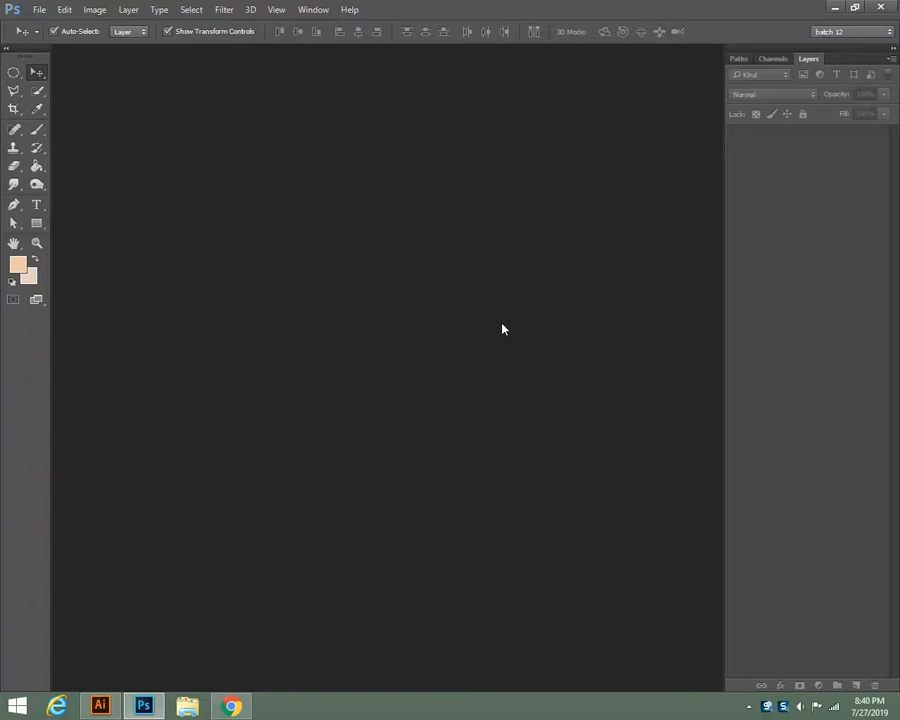 Ps File Edit Image Layer Type Select Filter 3D View Window Help
Auto-Select: Layer Show Transform Controls 3D Mode: batch 12
Paths Channels Layers
Kind T
Normal Opacity: 100%
Lock: Fill: 100%
T
Ai Ps 8:40 PM
7/27/2019